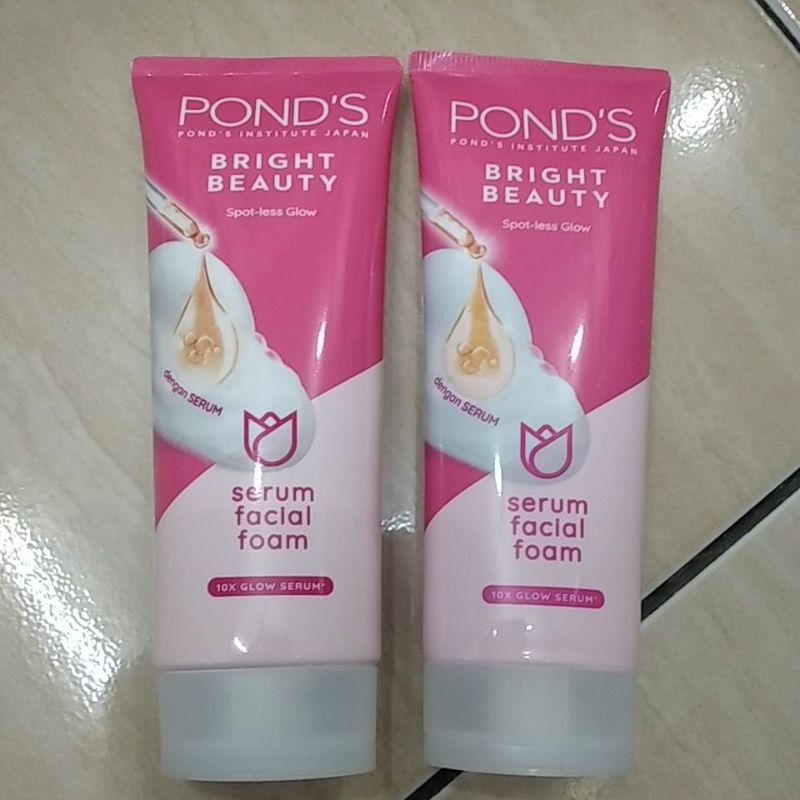 POND'S
POND'S INSTITUTE JAPAN
BRIGHT
BEAUTY
Spot-less Glow
dengan SERUM
serum
facial
foam
10X GLOW SERUM*
POND'S
POND'S INSTITUTE JAPAN
BRIGHT
BEAUTY
Spot-less Glow
dengan SERUM
serum
facial
foam
10X GLOW SERUM*